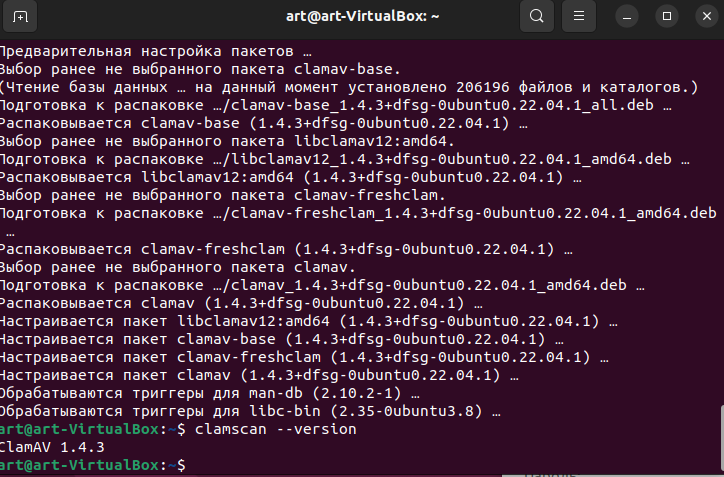 art@art-VirtualBox: ~
Предварительная настройка пакетов …
Выбор ранее не выбранного пакета clamav-base.
(Чтение базы данных … на данный момент установлено 206196 файлов и каталогов.)
Подготовка к распаковке …/clamav-base_1.4.3+dfsg-0ubuntu0.22.04.1_all.deb …
Распаковывается clamav-base (1.4.3+dfsg-0ubuntu0.22.04.1) …
Выбор ранее не выбранного пакета libclamav12:amd64.
Подготовка к распаковке …/libclamav12_1.4.3+dfsg-0ubuntu0.22.04.1_amd64.deb …
Распаковывается libclamav12:amd64 (1.4.3+dfsg-0ubuntu0.22.04.1) …
Выбор ранее не выбранного пакета clamav-freshclam.
Подготовка к распаковке …/clamav-freshclam_1.4.3+dfsg-0ubuntu0.22.04.1_amd64.deb
…
Распаковывается clamav-freshclam (1.4.3+dfsg-0ubuntu0.22.04.1) …
Выбор ранее не выбранного пакета clamav.
Подготовка к распаковке …/clamav_1.4.3+dfsg-0ubuntu0.22.04.1_amd64.deb …
Распаковывается clamav (1.4.3+dfsg-0ubuntu0.22.04.1) …
Настраивается пакет libclamav12:amd64 (1.4.3+dfsg-0ubuntu0.22.04.1) …
Настраивается пакет clamav-base (1.4.3+dfsg-0ubuntu0.22.04.1) …
Настраивается пакет clamav-freshclam (1.4.3+dfsg-0ubuntu0.22.04.1) …
Настраивается пакет clamav (1.4.3+dfsg-0ubuntu0.22.04.1) …
Обрабатываются триггеры для man-db (2.10.2-1) …
Обрабатываются триггеры для libc-bin (2.35-0ubuntu3.8) …
art@art-VirtualBox:~$ clamscan --version
ClamAV 1.4.3
art@art-VirtualBox:~$